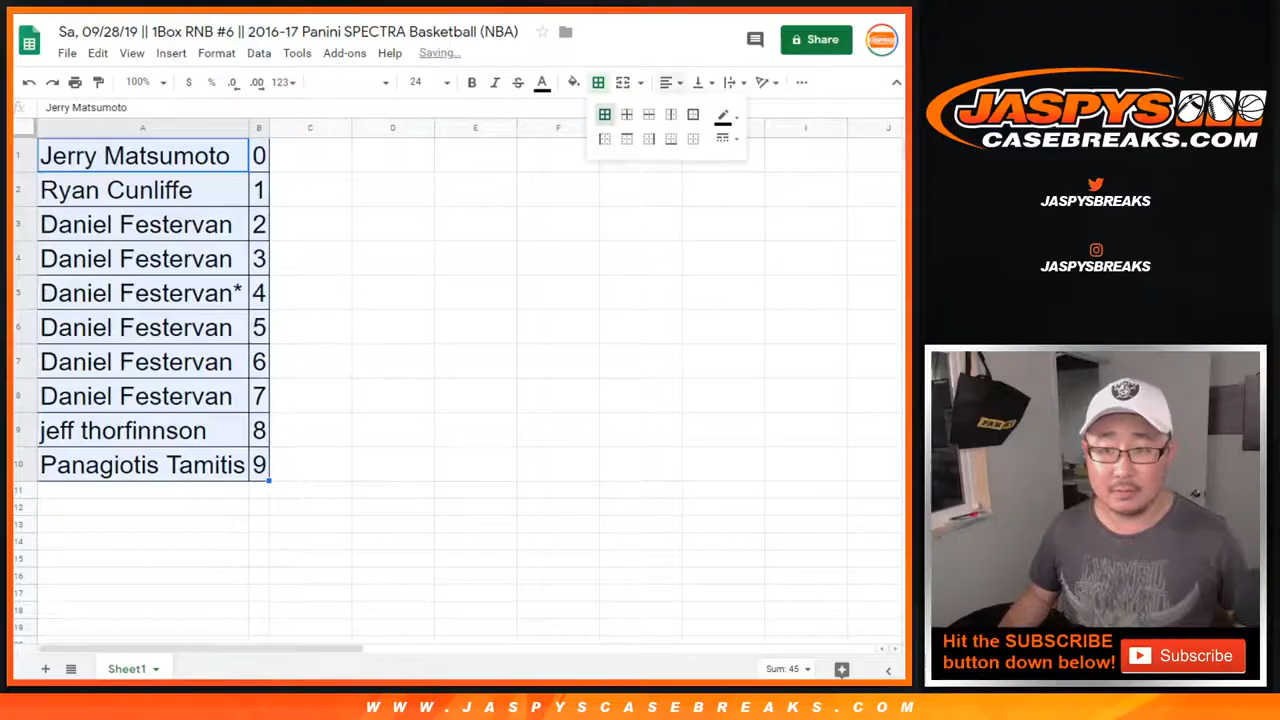 Sa, 09/28/19 || 1Box RNB #6 || 2016-17 Panini SPECTRA Basketball (NBA)
File Edit View Insert Format Data Tools Add-ons Help Saving...
Share
100% $ % .0 .00 123 24 B I S A
fx Jerry Matsumoto
A B C D E F I J
1 Jerry Matsumoto 0
2 Ryan Cunliffe 1
3 Daniel Festervan 2
4 Daniel Festervan 3
5 Daniel Festervan* 4
6 Daniel Festervan 5
7 Daniel Festervan 6
8 Daniel Festervan 7
9 jeff thorfinnson 8
10 Panagiotis Tamitis 9
11
12
13
14
15
16
17
18
19
Sheet1
Sum: 45
JASPYS
CASEBREAKS.COM
JASPYSBREAKS
JASPYSBREAKS
Hit the SUBSCRIBE
button down below!
Subscribe
WWW.JASPYSCASEBREAKS.COM